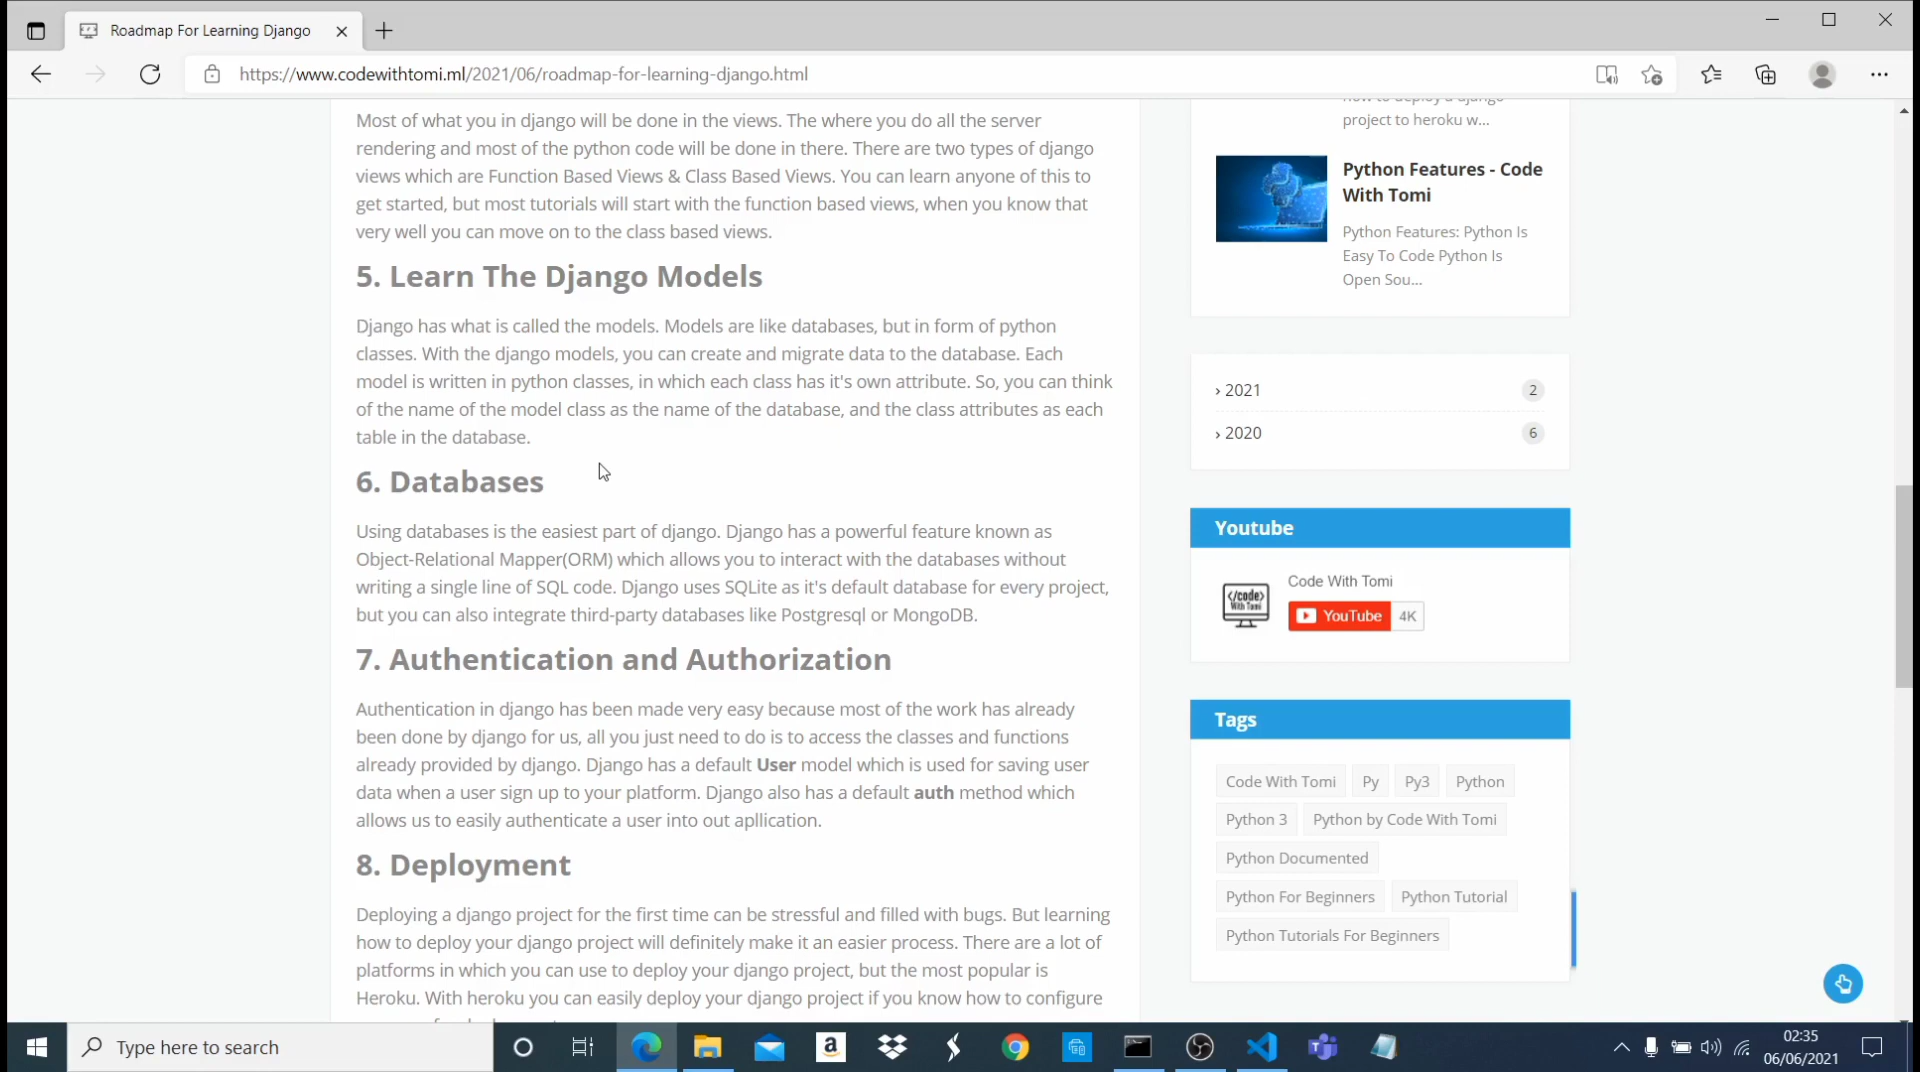 Roadmap For Learning Django
https://www.codewithtomi.ml/2021/06/roadmap-for-learning-django.html
Most of what you in django will be done in the views. The where you do all the server
rendering and most of the python code will be done in there. There are two types of django
views which are Function Based Views & Class Based Views. You can learn anyone of this to
get started, but most tutorials will start with the function based views, when you know that
very well you can move on to the class based views.
5. Learn The Django Models
Django has what is called the models. Models are like databases, but in form of python
classes. With the django models, you can create and migrate data to the database. Each
model is written in python classes, in which each class has it's own attribute. So, you can think
of the name of the model class as the name of the database, and the class attributes as each
table in the database.
6. Databases
Using databases is the easiest part of django. Django has a powerful feature known as
Object-Relational Mapper(ORM) which allows you to interact with the databases without
writing a single line of SQL code. Django uses SQLite as it's default database for every project,
but you can also integrate third-party databases like Postgresql or MongoDB.
7. Authentication and Authorization
Authentication in django has been made very easy because most of the work has already
been done by django for us, all you just need to do is to access the classes and functions
already provided by django. Django has a default User model which is used for saving user
data when a user sign up to your platform. Django also has a default auth method which
allows us to easily authenticate a user into out apllication.
8. Deployment
Deploying a django project for the first time can be stressful and filled with bugs. But learning
how to deploy your django project will definitely make it an easier process. There are a lot of
platforms in which you can use to deploy your django project, but the most popular is
Heroku. With heroku you can easily deploy your django project if you know how to configure
how to deploy a django
project to heroku w...
Python Features - Code
With Tomi
Python Features: Python Is
Easy To Code Python Is
Open Sou...
› 2021 2
› 2020 6
Youtube
</code>
With Tomi
Code With Tomi
YouTube 4K
Tags
Code With Tomi Py Py3 Python
Python 3 Python by Code With Tomi
Python Documented
Python For Beginners Python Tutorial
Python Tutorials For Beginners
Type here to search
02:35
06/06/2021